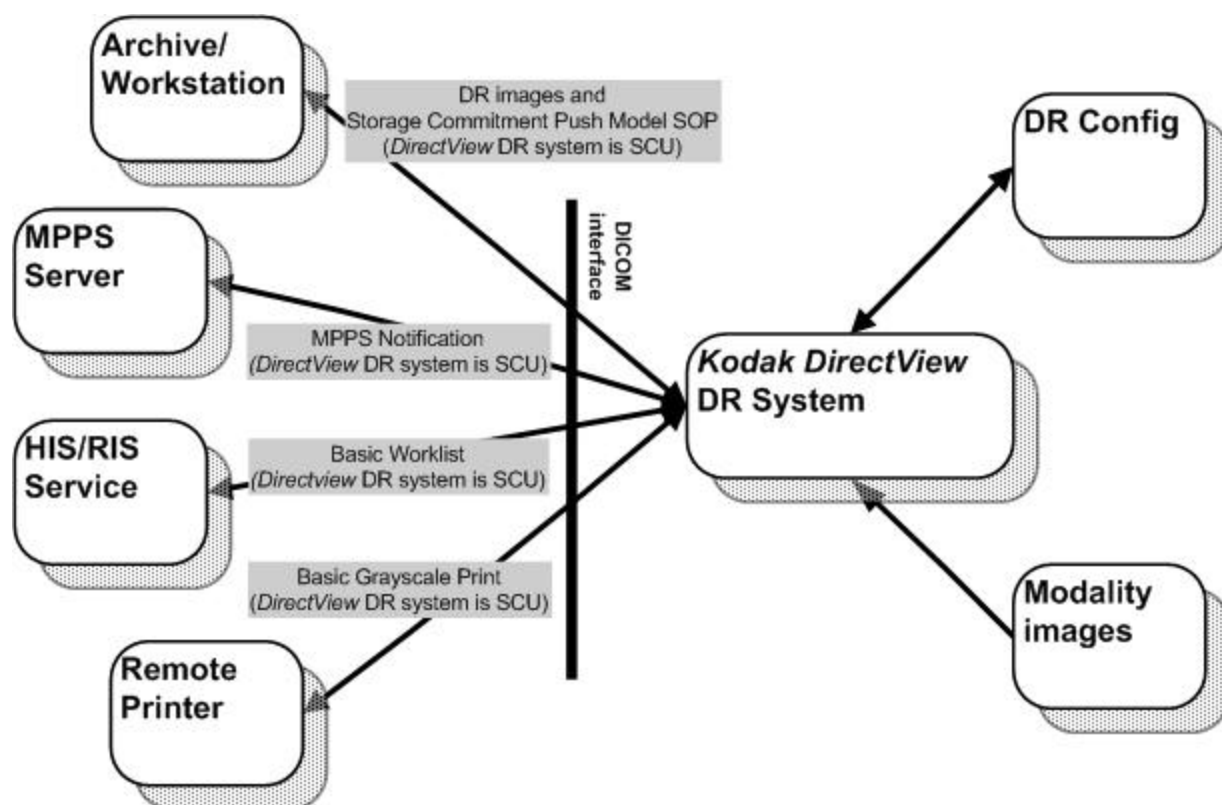 Archive/
Workstation
DR images and
Storage Commitment Push Model SOP
(DirectView DR system is SCU)
DR Config
MPPS
Server
DICOM
interface
MPPS Notification
(DirectView DR system is SCU)
Kodak DirectView
DR System
HIS/RIS
Service
Basic Worklist
(Directview DR system is SCU)
Basic Grayscale Print
(DirectView DR system is SCU)
Modality
images
Remote
Printer